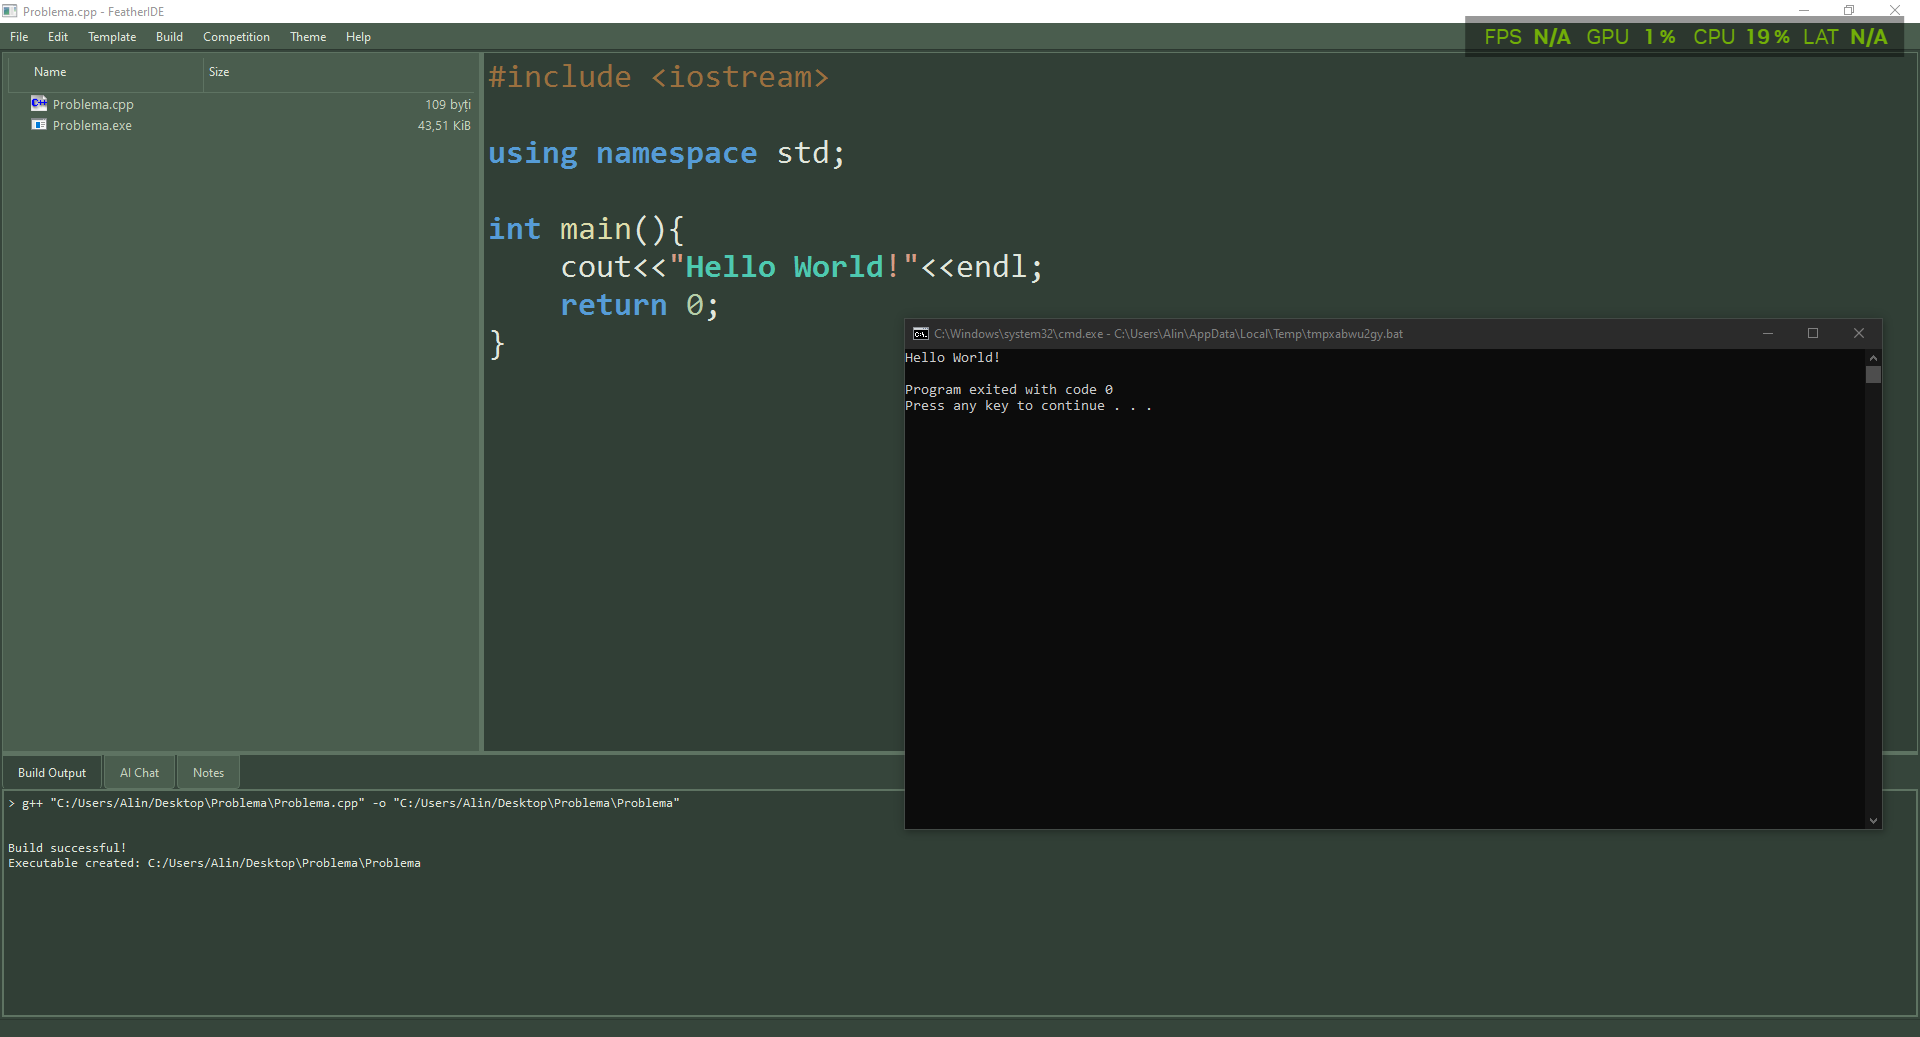 Problema.cpp - FeatherIDE
File Edit Template Build Competition Theme Help
FPS N/A GPU 1% CPU 19% LAT N/A
Name Size
Problema.cpp 109 byți
Problema.exe 43,51 KiB
#include <iostream>
using namespace std;
int main(){
cout<<"Hello World!"<<endl;
return 0;
}
C:\Windows\system32\cmd.exe - C:\Users\Alin\AppData\Local\Temp\tmpxabwu2gy.bat
Hello World!
Program exited with code 0
Press any key to continue . . .
Build Output AI Chat Notes
> g++ "C:/Users/Alin/Desktop\Problema\Problema.cpp" -o "C:/Users/Alin/Desktop\Problema\Problema"
Build successful!
Executable created: C:/Users/Alin/Desktop\Problema\Problema